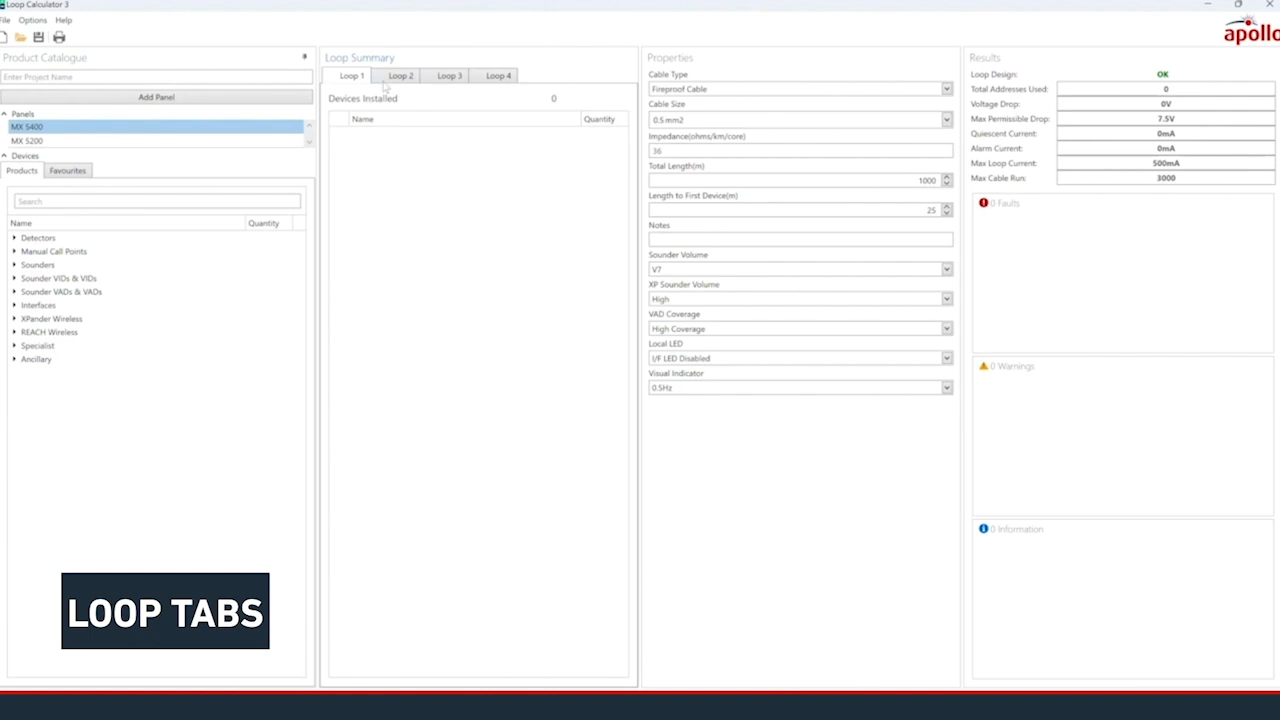 Loop Calculator 3
File Options Help
apollo
Product Catalogue
Enter Project Name
Add Panel
Panels
MX 5400
MX 5200
Devices
Products Favourites
Search
Name Quantity
Detectors
Manual Call Points
Sounders
Sounder VIDs & VIDs
Sounder VADs & VADs
Interfaces
XPander Wireless
REACH Wireless
Specialist
Ancillary
LOOP TABS
Loop Summary
Loop 1 Loop 2 Loop 3 Loop 4
Devices Installed 0
Name Quantity
Properties
Cable Type
Fireproof Cable
Cable Size
0.5 mm2
Impedance(ohms/km/core)
36
Total Length(m)
1000
Length to First Device(m)
25
Notes
Sounder Volume
V7
XP Sounder Volume
High
VAD Coverage
High Coverage
Local LED
I/F LED Disabled
Visual Indicator
0.5Hz
Results
Loop Design: OK
Total Addresses Used: 0
Voltage Drop: 0V
Max Permissible Drop: 7.5V
Quiescent Current: 0mA
Alarm Current: 0mA
Max Loop Current: 500mA
Max Cable Run: 3000
0 Faults
0 Warnings
0 Information